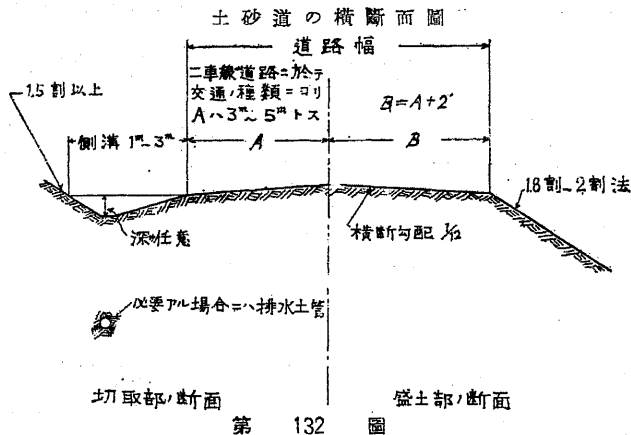 土砂道の橫斷面圖
道路幅
二車線道路ニ於テ
交通ノ種類ニヨリ
Aハ3ᵐ~5ᵐトス
B=A+2'
1.5割以上
側溝 1ᵐ~3ᵐ
A
B
1.8割~2割法
深サ任意
横断勾配 1/12
必要アル場合ニハ排水土管
切取部ノ断面
盛土部ノ断面
第 132 圖